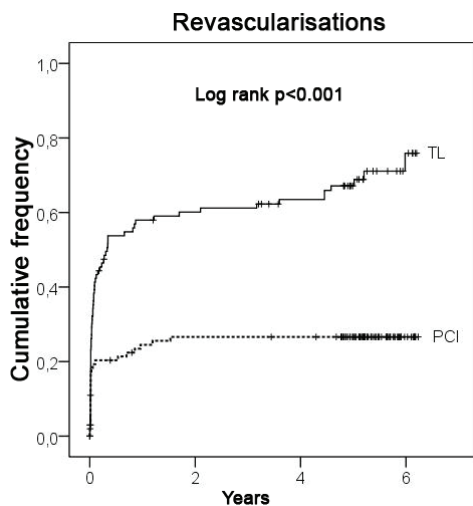 Revascularisations
1,0
Log rank p<0.001
0,8
TL
Cumulative frequency
0,6
0,4
PCI
0,2
0,0
0 2 4 6
Years